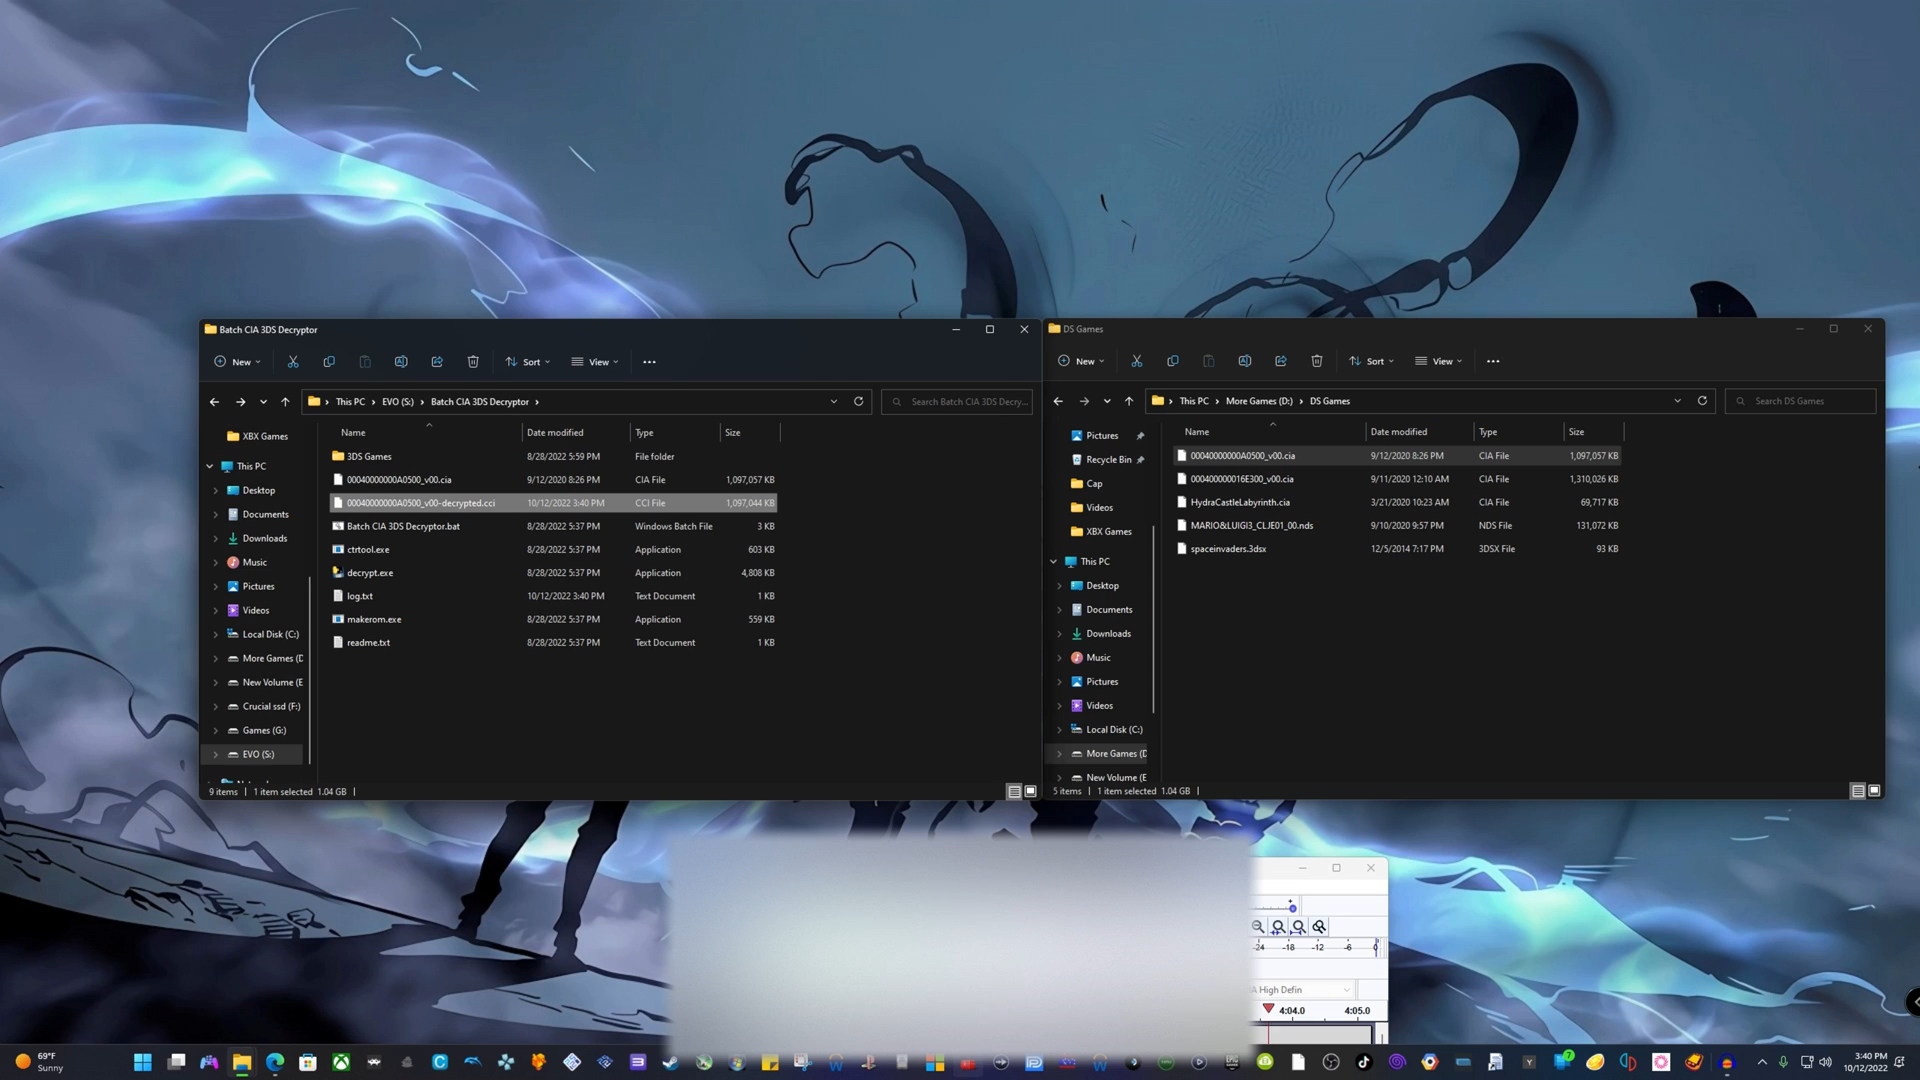 Batch CIA 3DS Decryptor
New
Sort
View
This PC
EVO (S:)
Batch CIA 3DS Decryptor
Search Batch CIA 3DS Decry...
Name
Date modified
Type
Size
XBX Games
This PC
Desktop
Documents
Downloads
Music
Pictures
Videos
Local Disk (C:)
More Games (D
New Volume (E
Crucial ssd (F:)
Games (G:)
EVO (S:)
3DS Games 8/28/2022 5:59 PM File folder
00040000000A0500_v00.cia 9/12/2020 8:26 PM CIA File 1,097,057 KB
00040000000A0500_v00-decrypted.cci 10/12/2022 3:40 PM CCI File 1,097,044 KB
Batch CIA 3DS Decryptor.bat 8/28/2022 5:37 PM Windows Batch File 3 KB
ctrtool.exe 8/28/2022 5:37 PM Application 603 KB
decrypt.exe 8/28/2022 5:37 PM Application 4,808 KB
log.txt 10/12/2022 3:40 PM Text Document 1 KB
makerom.exe 8/28/2022 5:37 PM Application 559 KB
readme.txt 8/28/2022 5:37 PM Text Document 1 KB
9 items 1 item selected 1.04 GB
DS Games
New
Sort
View
This PC
More Games (D:)
DS Games
Search DS Games
Name
Date modified
Type
Size
Pictures
Recycle Bin
Cap
Videos
XBX Games
This PC
Desktop
Documents
Downloads
Music
Pictures
Videos
Local Disk (C:)
More Games (D
New Volume (E
00040000000A0500_v00.cia 9/12/2020 8:26 PM CIA File 1,097,057 KB
000400000016E300_v00.cia 9/11/2020 12:10 AM CIA File 1,310,026 KB
HydraCastleLabyrinth.cia 3/21/2020 10:23 AM CIA File 69,717 KB
MARIO&LUIGI3_CLJE01_00.nds 9/10/2020 9:57 PM NDS File 131,072 KB
spaceinvaders.3dsx 12/5/2014 7:17 PM 3DSX File 93 KB
5 items 1 item selected 1.04 GB
-24 -18 -12 -6 0
High Defin
4:04.0 4:05.0
69°F
Sunny
3:40 PM
10/12/2022